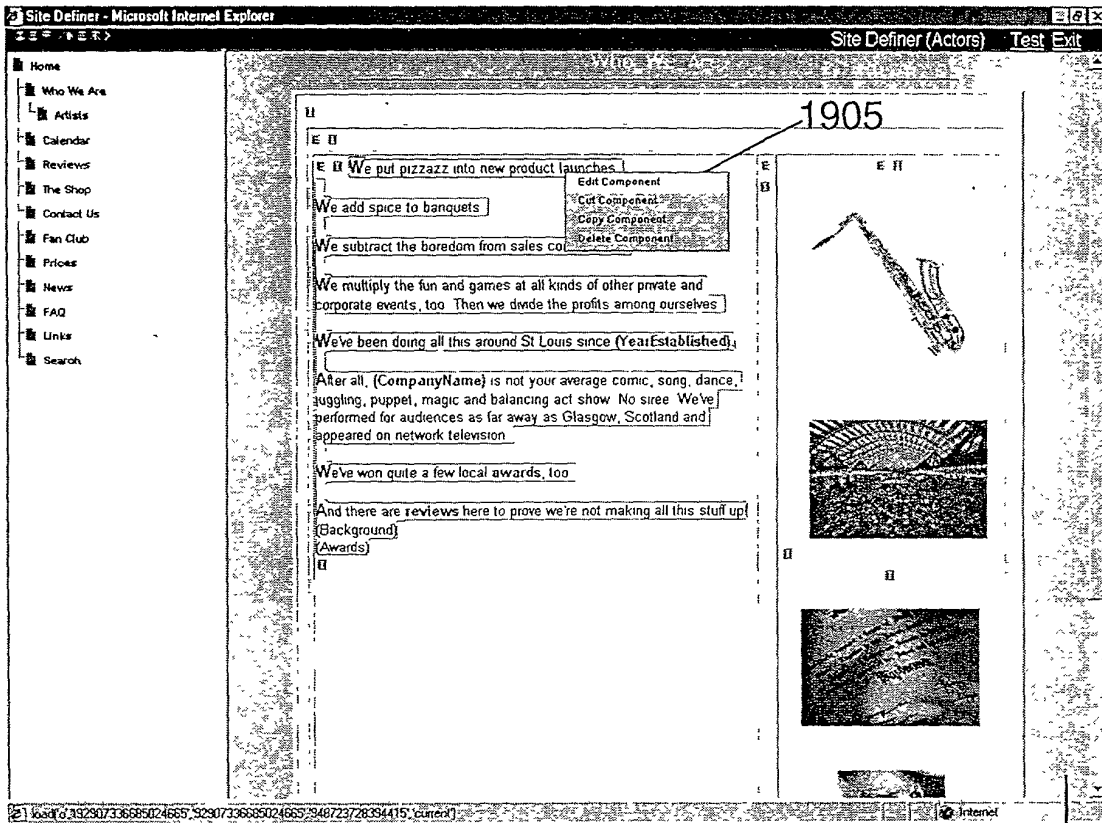 Site Definer - Microsoft Internet Explorer
Site Definer (Actors) Test Exit
Home
Who We Are
Artists
Calendar
Reviews
The Shop
Contact Us
Fan Club
Prices
News
FAQ
Links
Search
Who We Are
1905
E
E We put pizzazz into new product launches
Edit Component
Cut Component
Copy Component
Delete Component
We add spice to banquets
We subtract the boredom from sales co
We multiply the fun and games at all kinds of other private and
corporate events, too Then we divide the profits among ourselves
We've been doing all this around St Louis since (YearEstablished).
After all, (CompanyName) is not your average comic, song, dance,
juggling, puppet, magic and balancing act show No siree We've
performed for audiences as far away as Glasgow, Scotland and
appeared on network television
We've won quite a few local awards, too
And there are reviews here to prove we're not making all this stuff up!
(Background)
(Awards)
E
E
Internet